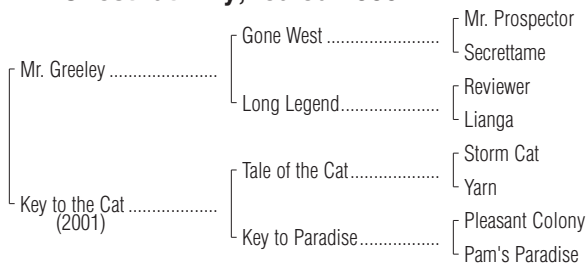 Mr. Prospector
Gone West ........................
Secrettame
Mr. Greeley .......................
Reviewer
Long Legend.....................
Lianga
Storm Cat
Tale of the Cat...................
Yarn
Key to the Cat ...................
(2001)
Pleasant Colony
Key to Paradise.................
Pam's Paradise